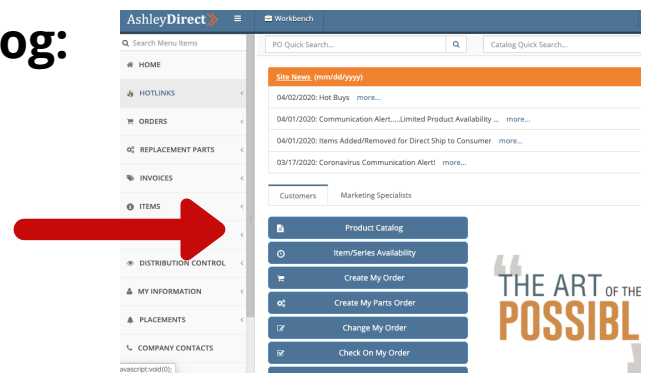 og:
AshleyDirect
Workbench
Search Menu Items
PO Quick Search...
Catalog Quick Search...
HOME
HOTLINKS
ORDERS
REPLACEMENT PARTS
INVOICES
ITEMS
DISTRIBUTION CONTROL
MY INFORMATION
PLACEMENTS
COMPANY CONTACTS
avascript:void(0);
Site News (mm/dd/yyyy)
04/02/2020: Hot Buys more...
04/01/2020: Communication Alert.....Limited Product Availability ... more...
04/01/2020: Items Added/Removed for Direct Ship to Consumer more...
03/17/2020: Coronavirus Communication Alert! more...
Customers Marketing Specialists
Product Catalog
Item/Series Availability
Create My Order
Create My Parts Order
Change My Order
Check On My Order
THE ART OF THE
POSSIBL